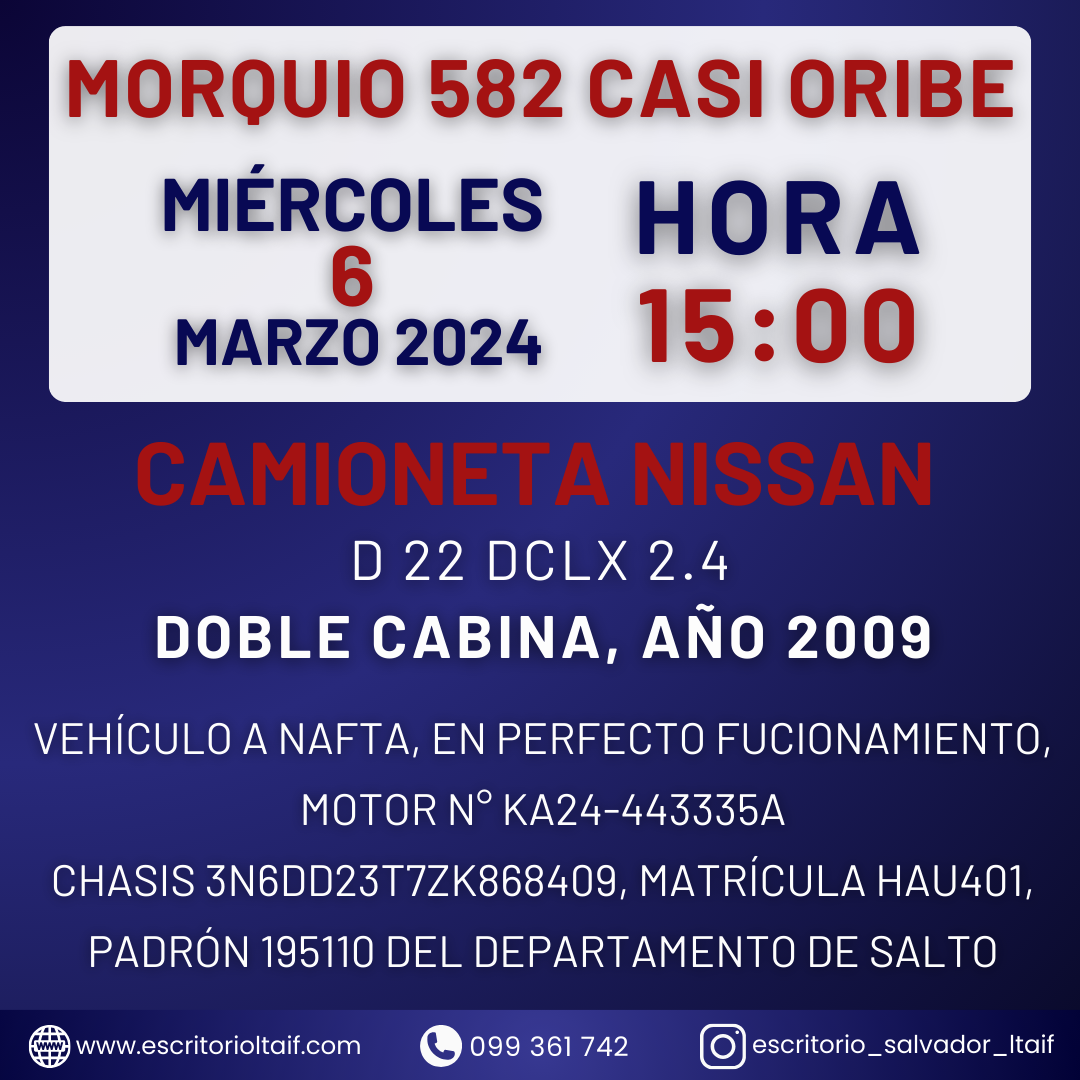 MORQUIO 582 CASI ORIBE
MIÉRCOLES
6
MARZO 2024
HORA
15:00
CAMIONETA NISSAN
D 22 DCLX 2.4
DOBLE CABINA, AÑO 2009
VEHÍCULO A NAFTA, EN PERFECTO FUCIONAMIENTO,
MOTOR N° KA24-443335A
CHASIS 3N6DD23T7ZK868409, MATRÍCULA HAU401,
PADRÓN 195110 DEL DEPARTAMENTO DE SALTO
www
www.escritorioltaif.com
099 361 742
escritorio_salvador_ltaif